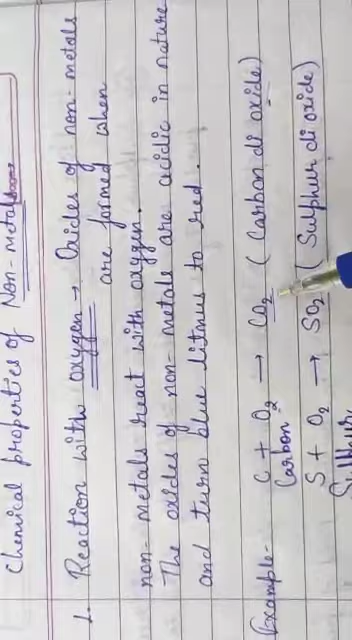 Chemical properties of Non-metals
1. Reaction with oxygen → Oxides of non-metals
are formed when
non-metals react with oxygen.
The oxides of non-metals are acidic in nature
and turn blue litmus to red.
Example- C + O2 → CO2 (Carbon di oxide)
Carbon
S + O2 → SO2 (Sulphur di oxide)
Sulphur